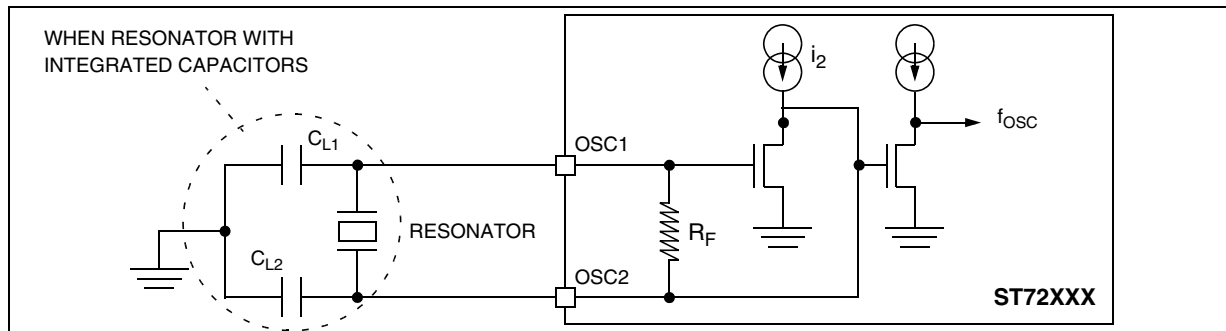 WHEN RESONATOR WITH
INTEGRATED CAPACITORS
CL1
CL2
RESONATOR
OSC1
OSC2
RF
i2
fOSC
ST72XXX